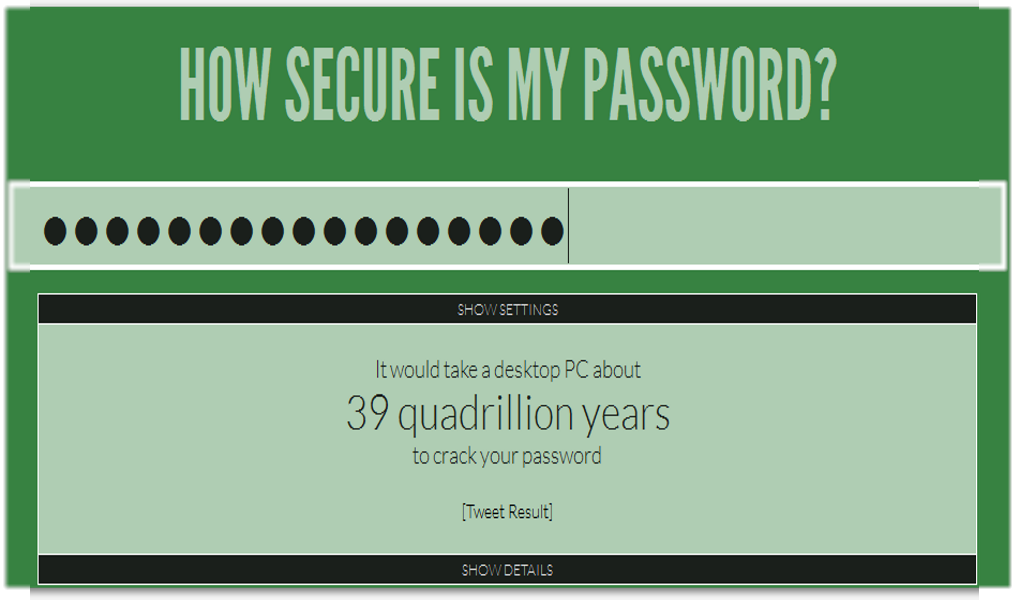 HOW SECURE IS MY PASSWORD?
SHOW SETTINGS
It would take a desktop PC about
39 quadrillion years
to crack your password
[Tweet Result]
SHOW DETAILS